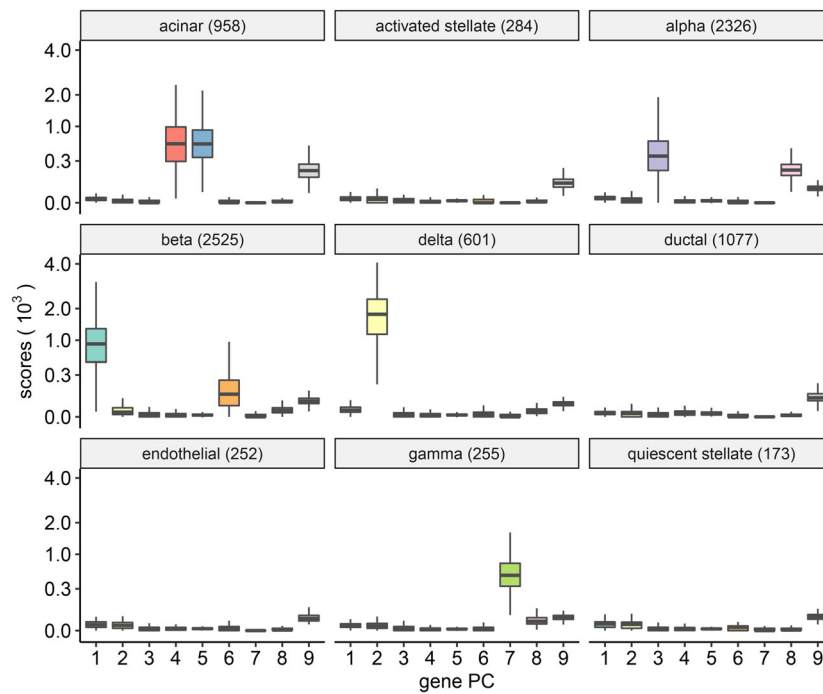 acinar (958) activated stellate (284) alpha (2326)
4.0
2.0
1.0
0.3
0.0
beta (2525) delta (601) ductal (1077)
4.0
2.0
1.0
0.3
0.0
scores ( 10³ )
endothelial (252) gamma (255) quiescent stellate (173)
4.0
2.0
1.0
0.3
0.0
1 2 3 4 5 6 7 8 9 1 2 3 4 5 6 7 8 9 1 2 3 4 5 6 7 8 9
gene PC